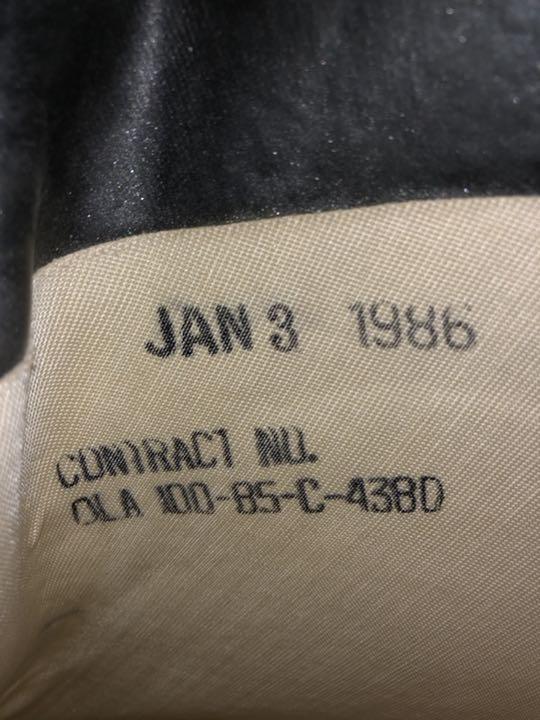 JAN 3 1986
CONTRACT NO.
DLA 100-85-C-4380